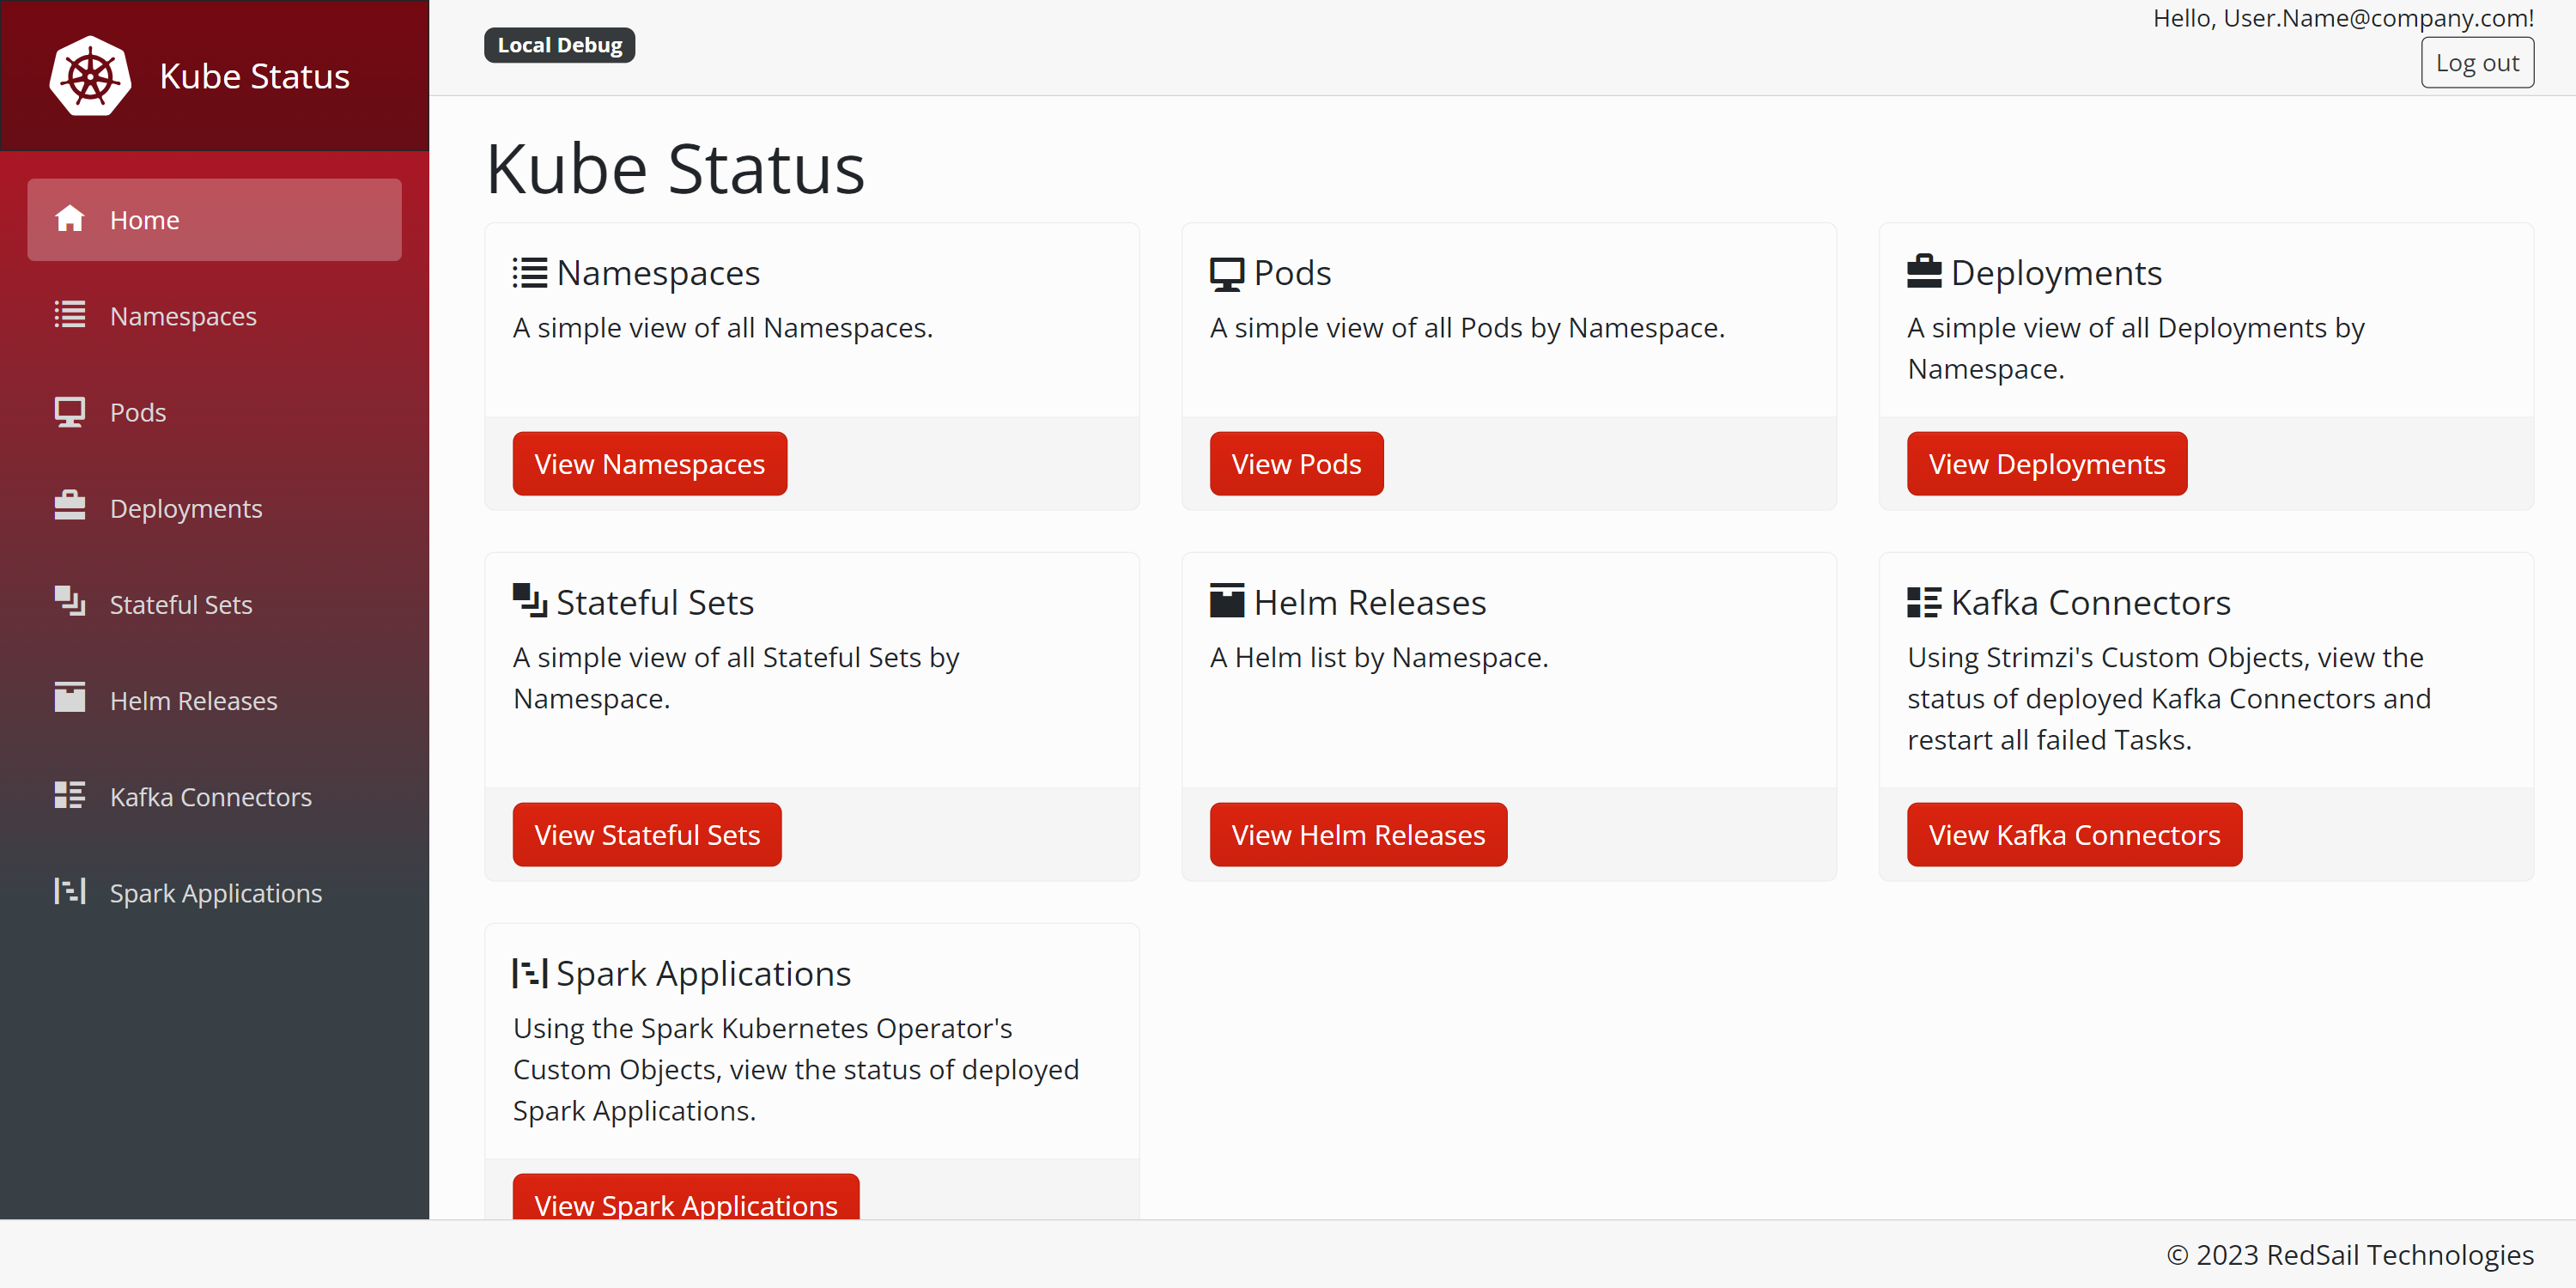 Kube Status
Home
Namespaces
Pods
Deployments
Stateful Sets
Helm Releases
Kafka Connectors
Spark Applications
Local Debug
Hello, User.Name@company.com!
Log out
Kube Status
Namespaces
A simple view of all Namespaces.
View Namespaces
Pods
A simple view of all Pods by Namespace.
View Pods
Deployments
A simple view of all Deployments by
Namespace.
View Deployments
Stateful Sets
A simple view of all Stateful Sets by
Namespace.
View Stateful Sets
Helm Releases
A Helm list by Namespace.
View Helm Releases
Kafka Connectors
Using Strimzi's Custom Objects, view the
status of deployed Kafka Connectors and
restart all failed Tasks.
View Kafka Connectors
Spark Applications
Using the Spark Kubernetes Operator's
Custom Objects, view the status of deployed
Spark Applications.
View Spark Applications
© 2023 RedSail Technologies